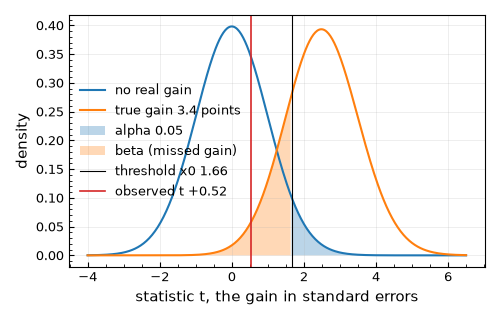 0.40
0.35
0.30
0.25
0.20
0.15
0.10
0.05
0.00
density
no real gain
true gain 3.4 points
alpha 0.05
beta (missed gain)
threshold x0 1.66
observed t +0.52
−4 −2 0 2 4 6
statistic t, the gain in standard errors